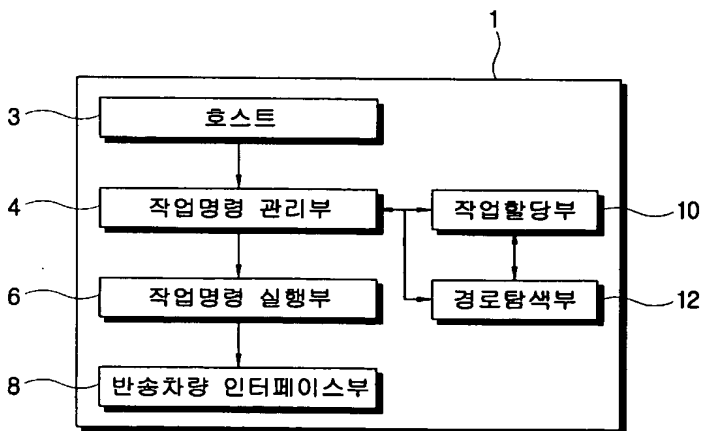 1
3 호스트
4 작업명령 관리부 작업할당부 10
6 작업명령 실행부 경로탐색부 12
8 반송차량 인터페이스부